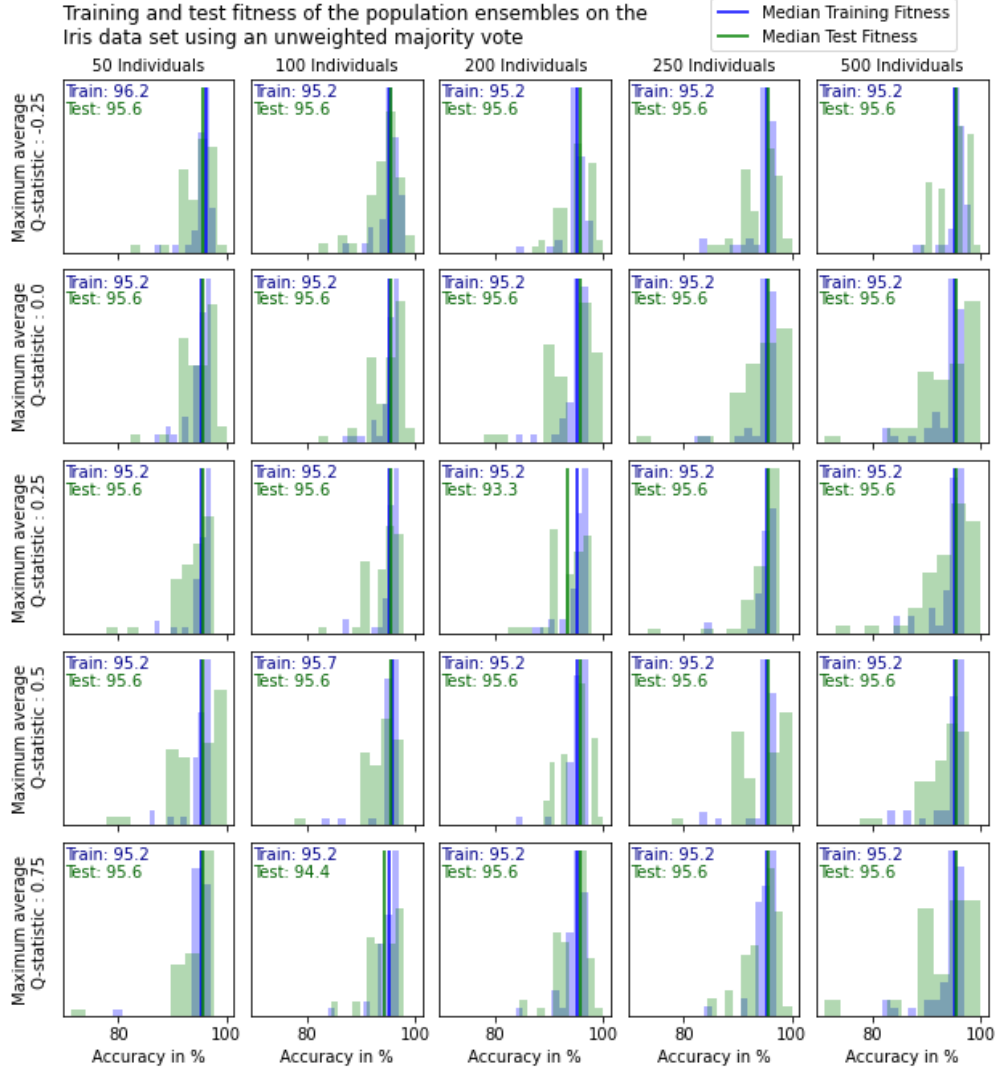 Training and test fitness of the population ensembles on the
Iris data set using an unweighted majority vote
Median Training Fitness
Median Test Fitness
50 Individuals
100 Individuals
200 Individuals
250 Individuals
500 Individuals
Maximum average
Q-statistic : -0.25
Train: 96.2
Test: 95.6
Train: 95.2
Test: 95.6
Train: 95.2
Test: 95.6
Train: 95.2
Test: 95.6
Train: 95.2
Test: 95.6
Maximum average
Q-statistic : 0.0
Train: 95.2
Test: 95.6
Train: 95.2
Test: 95.6
Train: 95.2
Test: 95.6
Train: 95.2
Test: 95.6
Train: 95.2
Test: 95.6
Maximum average
Q-statistic : 0.25
Train: 95.2
Test: 95.6
Train: 95.2
Test: 95.6
Train: 95.2
Test: 93.3
Train: 95.2
Test: 95.6
Train: 95.2
Test: 95.6
Maximum average
Q-statistic : 0.5
Train: 95.2
Test: 95.6
Train: 95.7
Test: 95.6
Train: 95.2
Test: 95.6
Train: 95.2
Test: 95.6
Train: 95.2
Test: 95.6
Maximum average
Q-statistic : 0.75
Train: 95.2
Test: 95.6
Train: 95.2
Test: 94.4
Train: 95.2
Test: 95.6
Train: 95.2
Test: 95.6
Train: 95.2
Test: 95.6
80 100
80 100
80 100
80 100
80 100
Accuracy in %
Accuracy in %
Accuracy in %
Accuracy in %
Accuracy in %